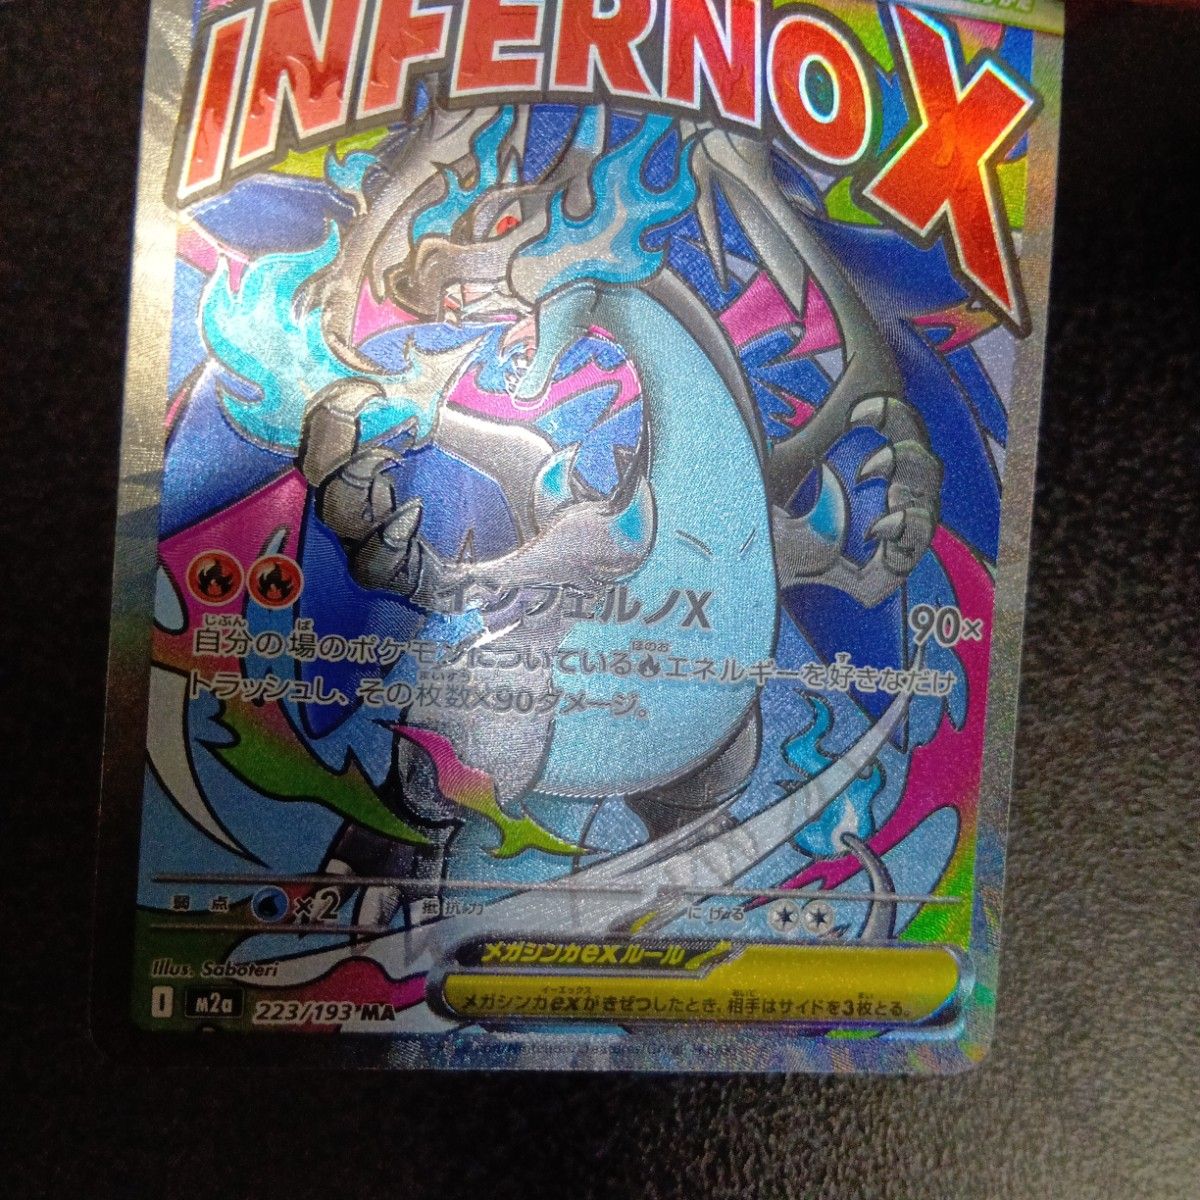 INFERNO X
インフェルノX 90×
自分の場のポケモンについている エネルギーを好きなだけ
トラッシュし、その枚数×90ダメージ。
弱点 ×2 抵抗力 にげる
メガシンカexルール
メガシンカexがきぜつしたとき、相手はサイドを3枚とる。
Illus. Saboteri
I M2a 223/193 MA